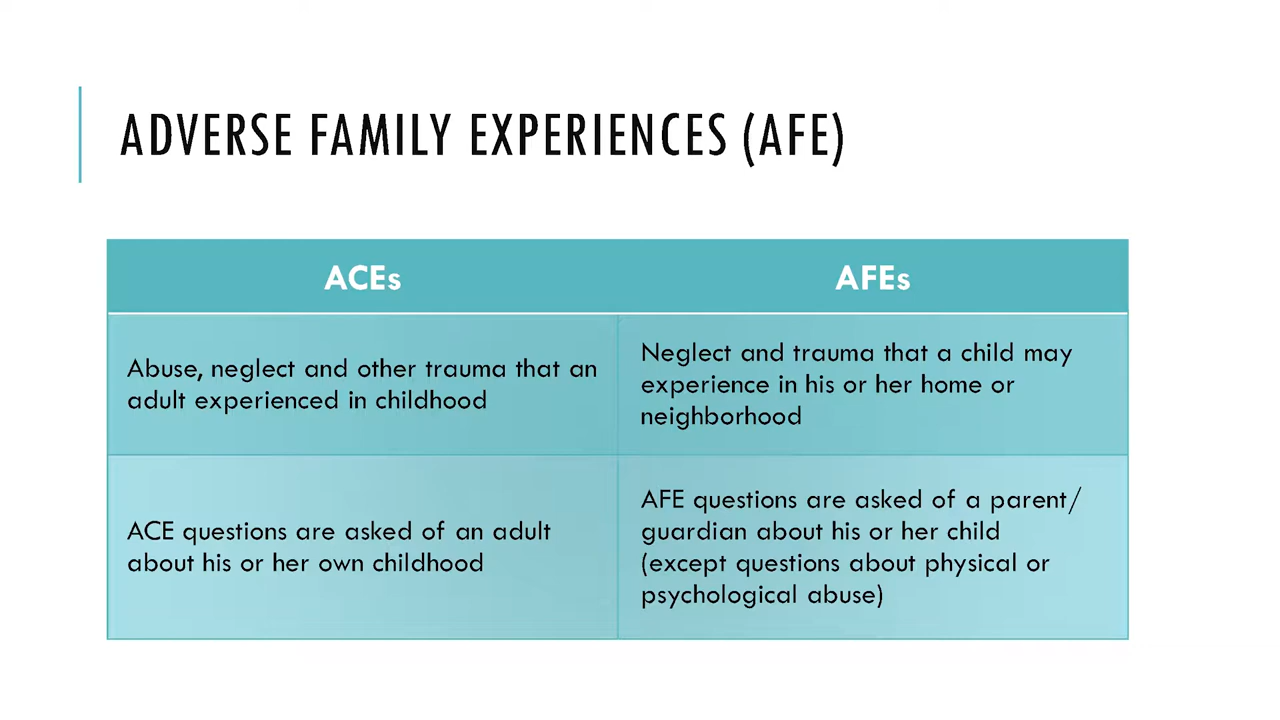 ADVERSE FAMILY EXPERIENCES (AFE)
ACEs
AFEs
Abuse, neglect and other trauma that an
adult experienced in childhood
Neglect and trauma that a child may
experience in his or her home or
neighborhood
ACE questions are asked of an adult
about his or her own childhood
AFE questions are asked of a parent/
guardian about his or her child
(except questions about physical or
psychological abuse)